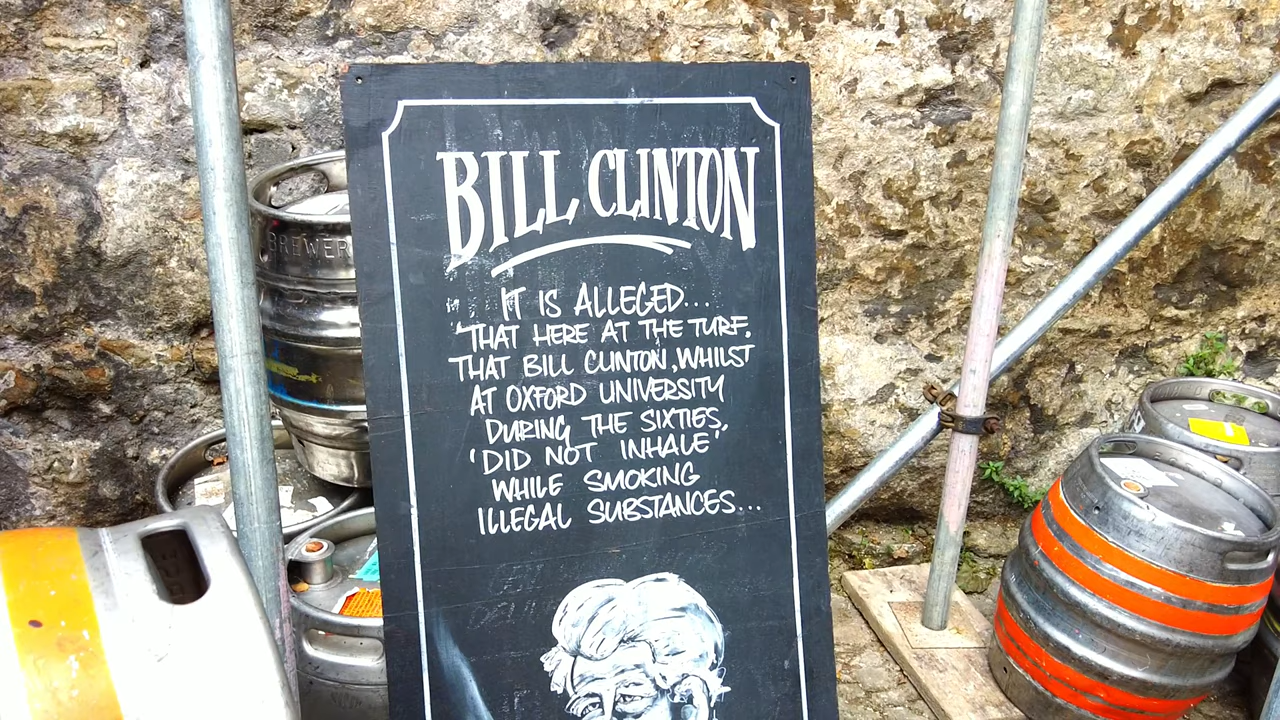 BILL CLINTON
IT IS ALLEGED...
THAT HERE AT THE TURF,
THAT BILL CLINTON, WHILST
AT OXFORD UNIVERSITY
DURING THE SIXTIES,
'DID NOT INHALE'
WHILE SMOKING
ILLEGAL SUBSTANCES...
BREWER